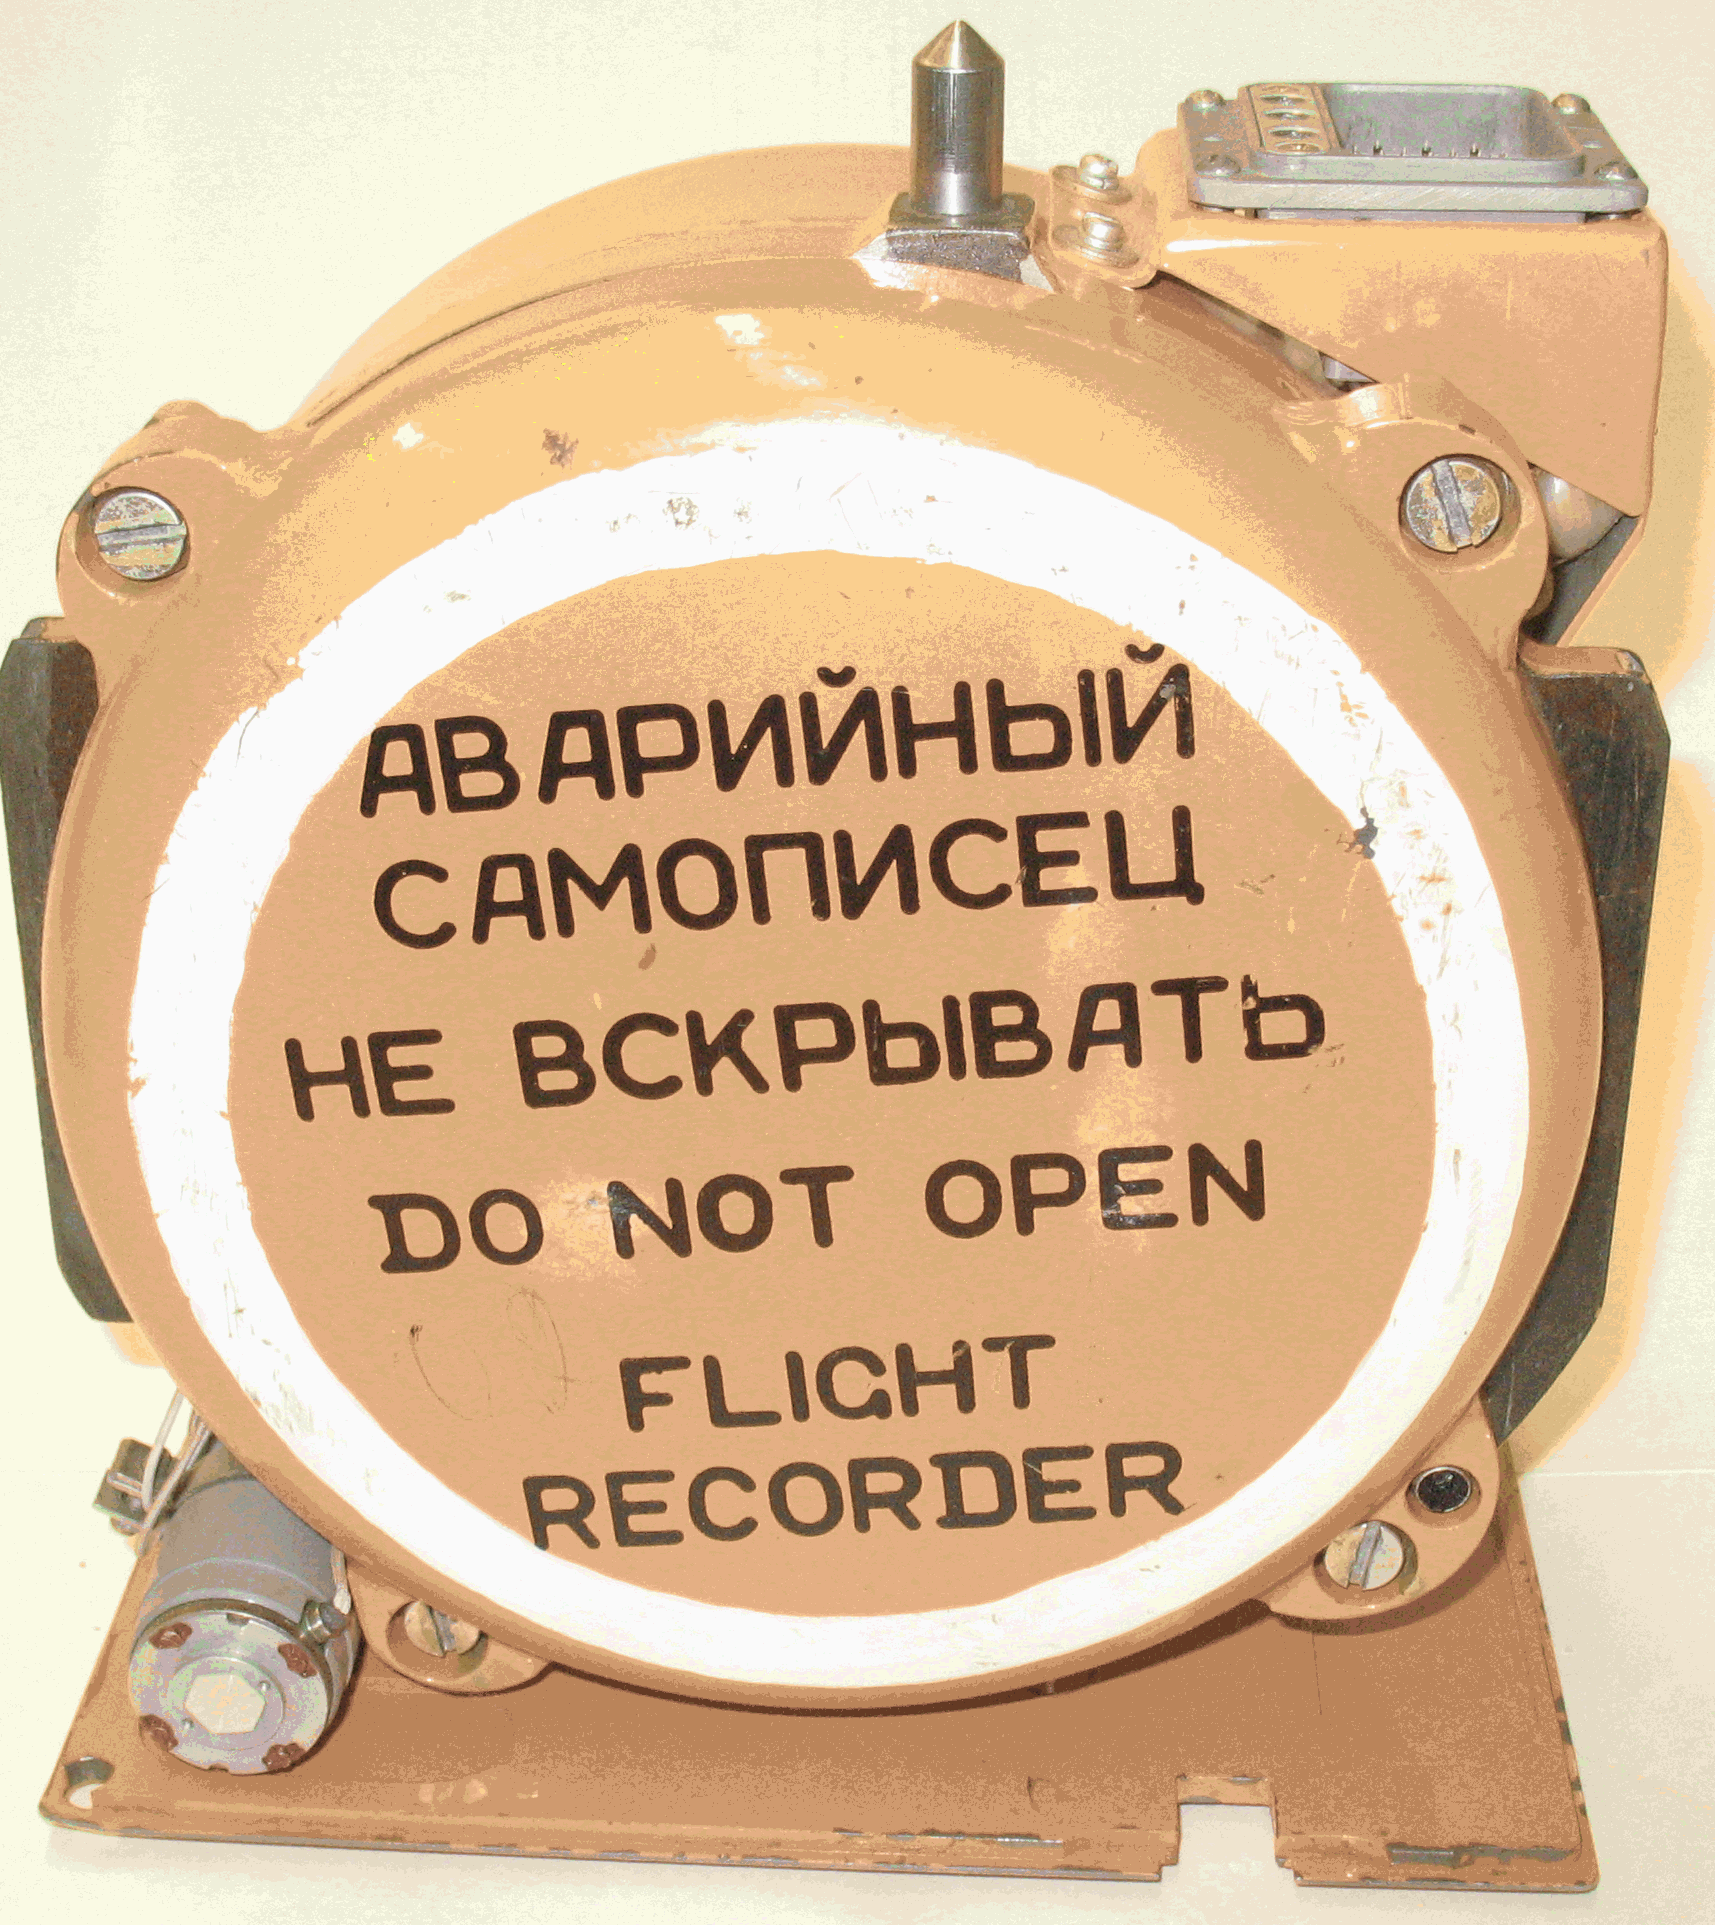 АВАРИЙНЫЙ
САМОПИСЕЦ
НЕ ВСКРЫВАТЬ
DO NOT OPEN
FLIGHT
RECORDER